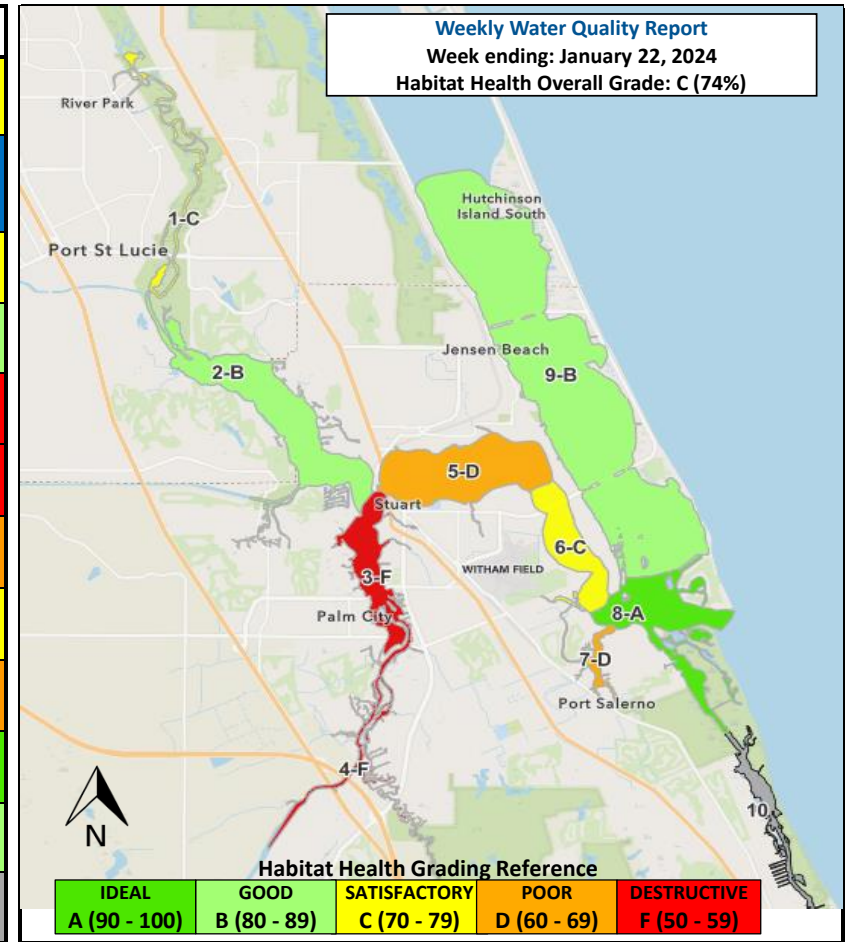 Weekly Water Quality Report
Week ending: January 22, 2024
Habitat Health Overall Grade: C (74%)
River Park
Hutchinson
Island South
1-C
Port St Lucie
Jensen Beach
2-B
9-B
5-D
Stuart
6-C
WITHAM FIELD
3-F
Palm City
8-A
7-D
Port Salerno
4-F
10
N
Habitat Health Grading Reference
IDEAL
A (90 - 100)
GOOD
B (80 - 89)
SATISFACTORY
C (70 - 79)
POOR
D (60 - 69)
DESTRUCTIVE
F (50 - 59)